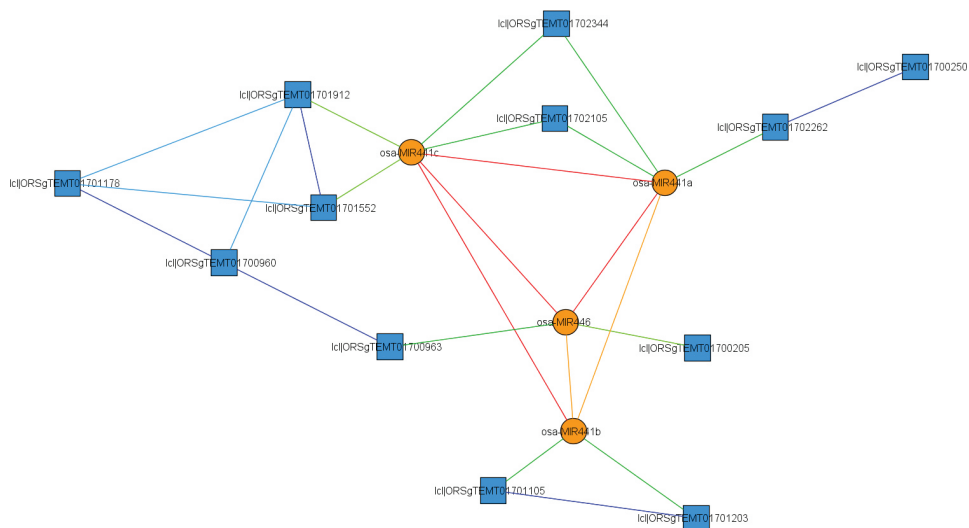 lcl|ORSgTEMT01702344
lcl|ORSgTEMT01700250
lcl|ORSgTEMT01701912
lcl|ORSgTEMT01702105
lcl|ORSgTEMT01702262
osa-MIR441c
lcl|ORSgTEMT01701178
osa-MIR441a
lcl|ORSgTEMT01701552
lcl|ORSgTEMT01700960
osa-MIR446
lcl|ORSgTEMT01700963
lcl|ORSgTEMT01700205
osa-MIR441b
lcl|ORSgTEMT01701105
lcl|ORSgTEMT01701203